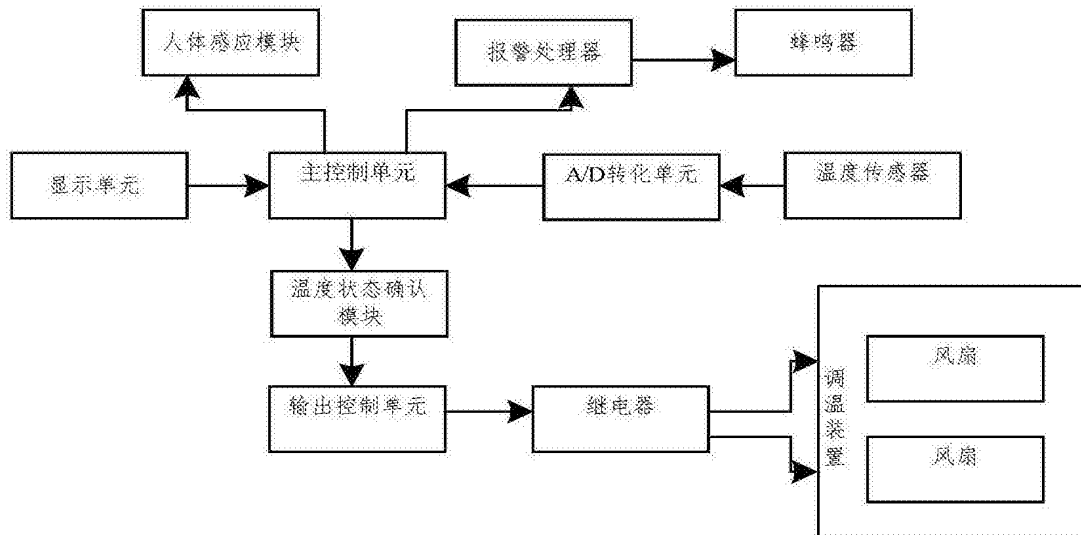 人体感应模块
报警处理器
蜂鸣器
显示单元
主控制单元
A/D转化单元
温度传感器
温度状态确认
模块
输出控制单元
继电器
调温装置
风扇
风扇